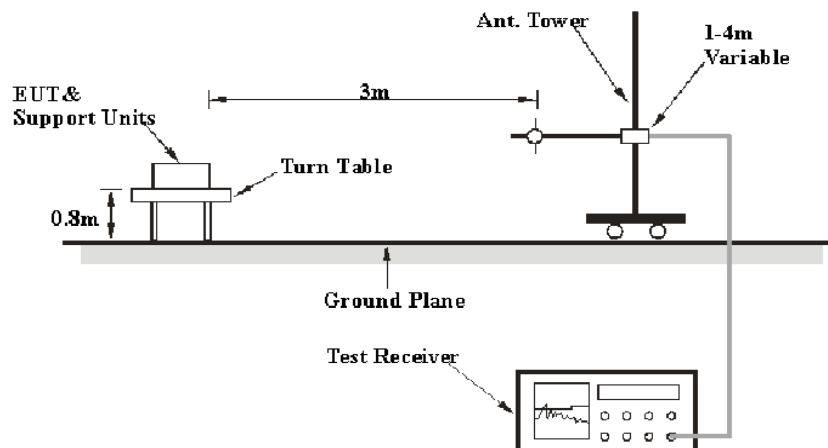 Ant. Tower
1-4m
Variable
3m
EUT&
Support Units
Turn Table
0.8m
Ground Plane
Test Receiver